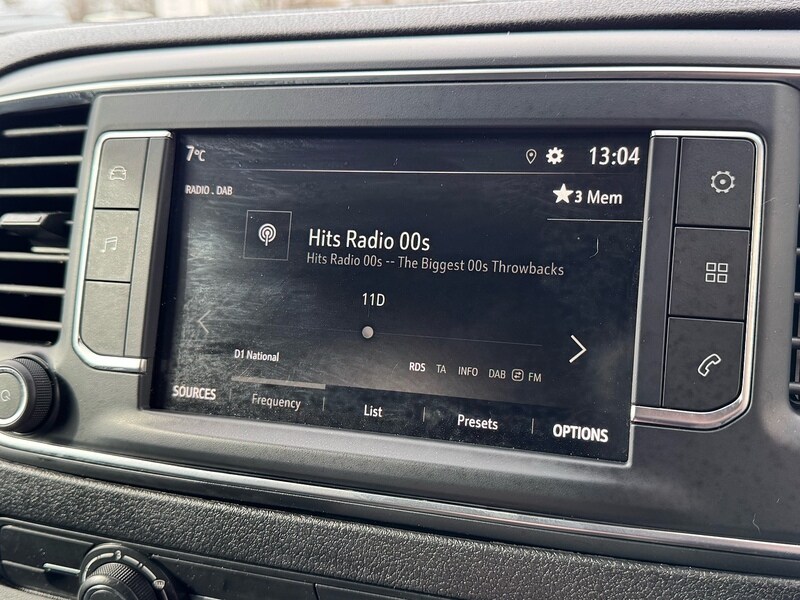 7°C 13:04
RADIO . DAB
★3 Mem
Hits Radio 00s
Hits Radio 00s -- The Biggest 00s Throwbacks
11D
D1 National
RDS TA INFO DAB FM
SOURCES Frequency List Presets OPTIONS